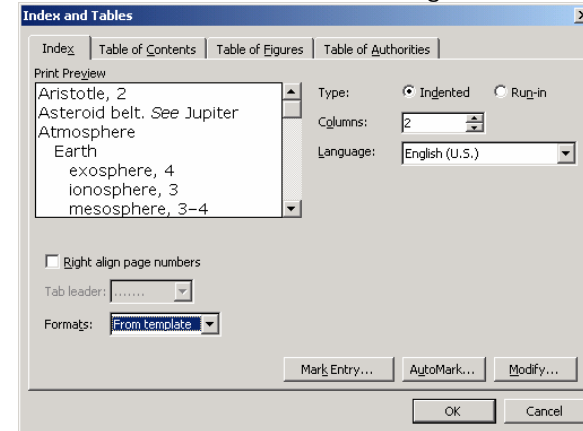 Index and Tables
Index Table of Contents Table of Figures Table of Authorities
Print Preview
Aristotle, 2
Asteroid belt. See Jupiter
Atmosphere
Earth
exosphere, 4
ionosphere, 3
mesosphere, 3–4
Type: Indented Run-in
Columns: 2
Language: English (U.S.)
Right align page numbers
Tab leader: .......
Formats: From template
Mark Entry... AutoMark... Modify...
OK Cancel